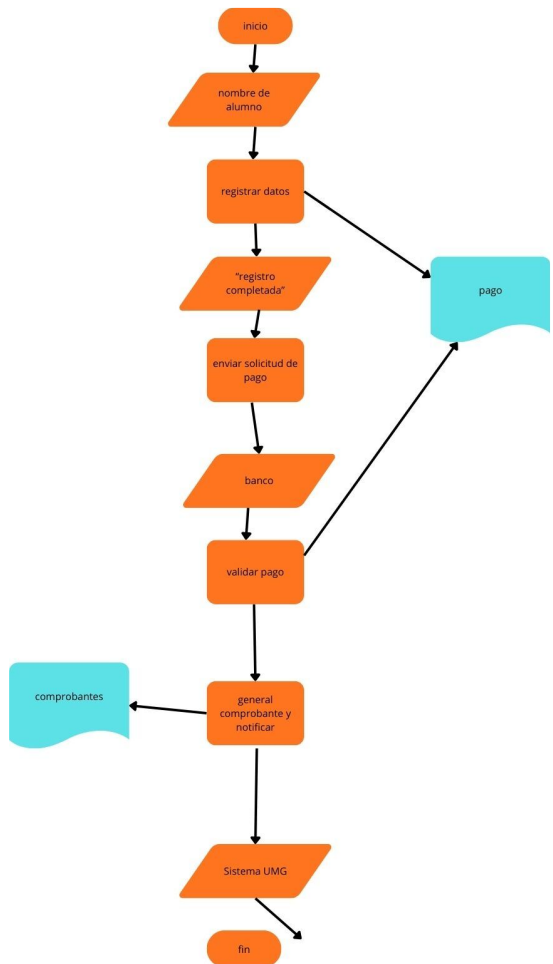 inicio
nombre de
alumno
registrar datos
"registro
completada"
pago
enviar solicitud de
pago
banco
validar pago
comprobantes
general
comprobante y
notificar
Sistema UMG
fin